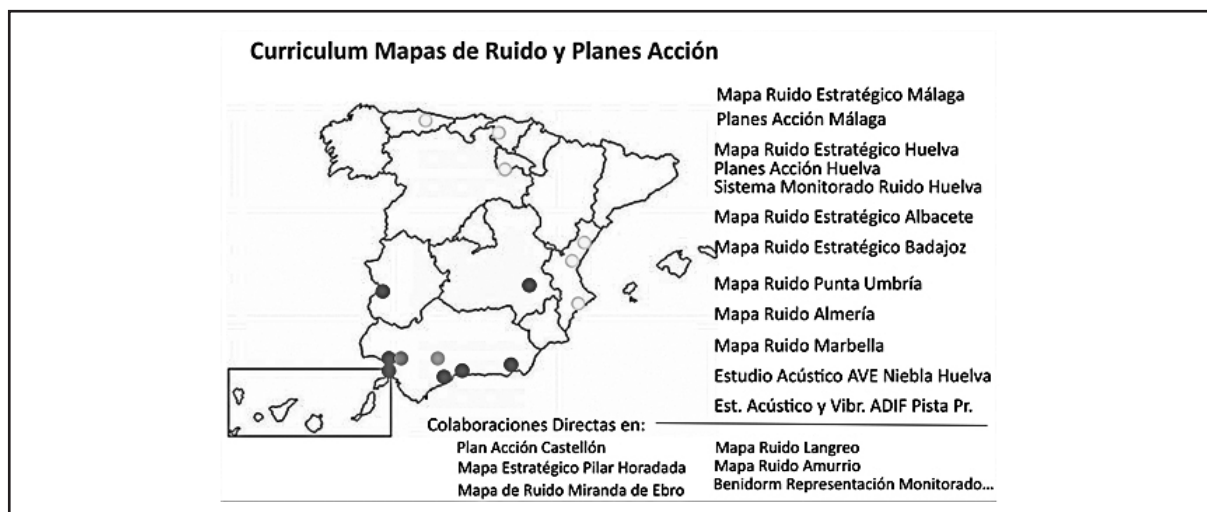 Curriculum Mapas de Ruido y Planes Acción
Mapa Ruido Estratégico Málaga
Planes Acción Málaga
Mapa Ruido Estratégico Huelva
Planes Acción Huelva
Sistema Monitorado Ruido Huelva
Mapa Ruido Estratégico Albacete
Mapa Ruido Estratégico Badajoz
Mapa Ruido Punta Umbría
Mapa Ruido Almería
Mapa Ruido Marbella
Estudio Acústico AVE Niebla Huelva
Est. Acústico y Vibr. ADIF Pista Pr.
Colaboraciones Directas en:
Plan Acción Castellón
Mapa Estratégico Pilar Horadada
Mapa de Ruido Miranda de Ebro
Mapa Ruido Langreo
Mapa Ruido Amurrio
Benidorm Representación Monitorado...